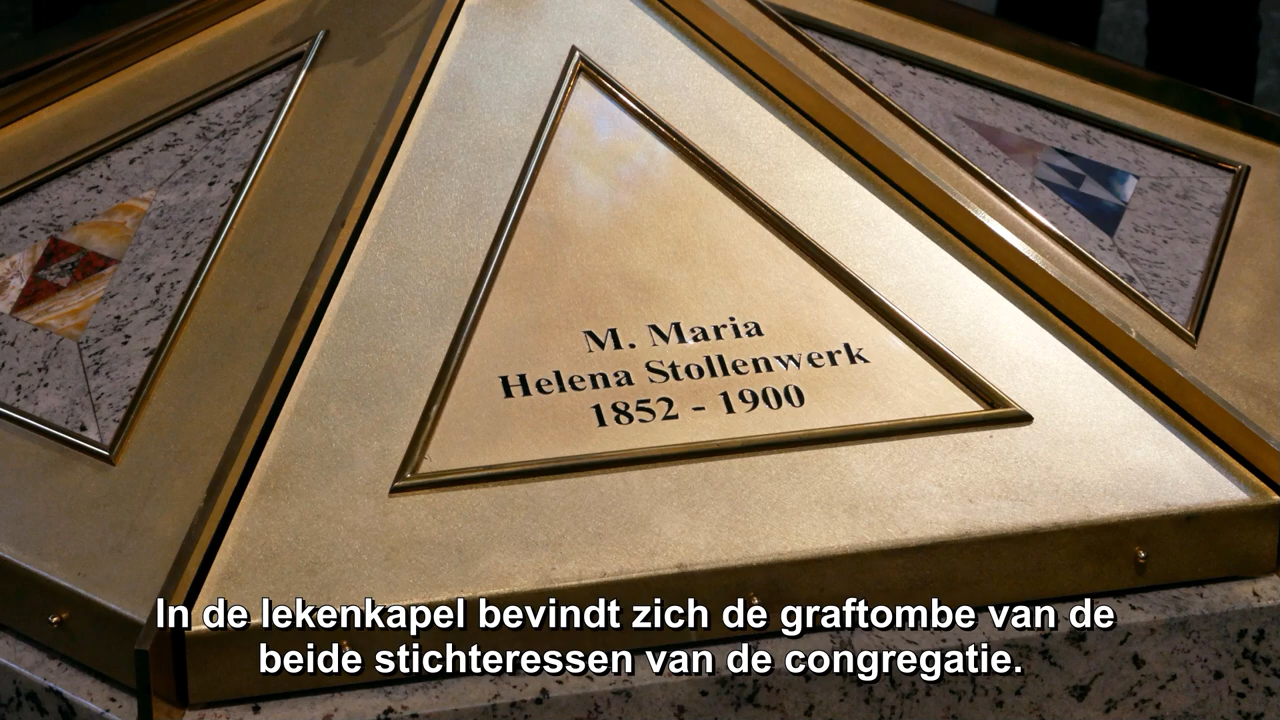 M. Maria
Helena Stollenwerk
1852 - 1900
In de lekenkapel bevindt zich de graftombe van de
beide stichteressen van de congregatie.